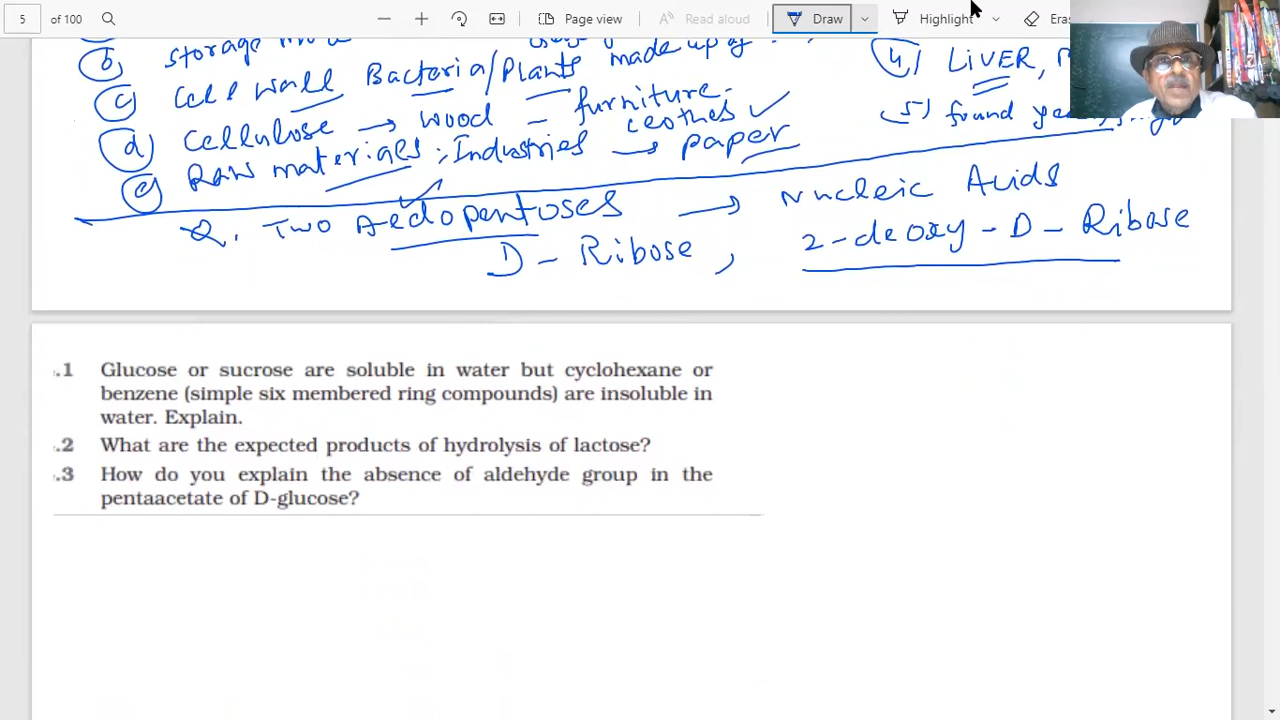 5 of 100 Page view Read aloud Draw Highlight
b storage
made up of
4) LIVER,
c Cell wall Bacteria/Plants
5) found
d Cellulose → wood – furniture.
clothes ✓
e Raw materials : Industries → paper
Q. Two Aldopentoses → Nucleic Acids
D – Ribose , 2-deoxy – D – Ribose
.1 Glucose or sucrose are soluble in water but cyclohexane or
benzene (simple six membered ring compounds) are insoluble in
water. Explain.
.2 What are the expected products of hydrolysis of lactose?
.3 How do you explain the absence of aldehyde group in the
pentaacetate of D-glucose?